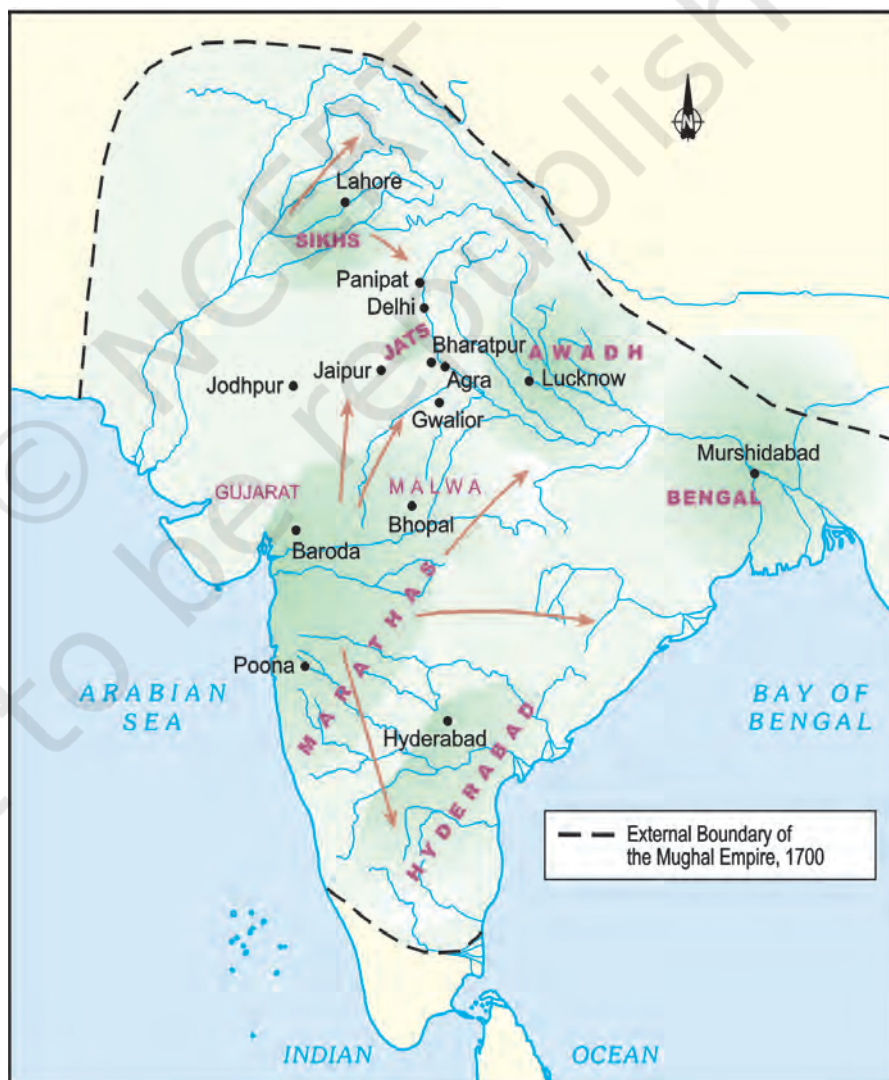 © NCERT
to be republish
N
Lahore
SIKHS
Panipat
Delhi
JATS
Bharatpur
AWADH
Jodhpur
Jaipur
Agra
Lucknow
Gwalior
Murshidabad
GUJARAT
MALWA
BENGAL
Bhopal
Baroda
MARATHAS
Poona
ARABIAN
SEA
BAY OF
BENGAL
Hyderabad
HYDERABAD
External Boundary of
the Mughal Empire, 1700
INDIAN
OCEAN